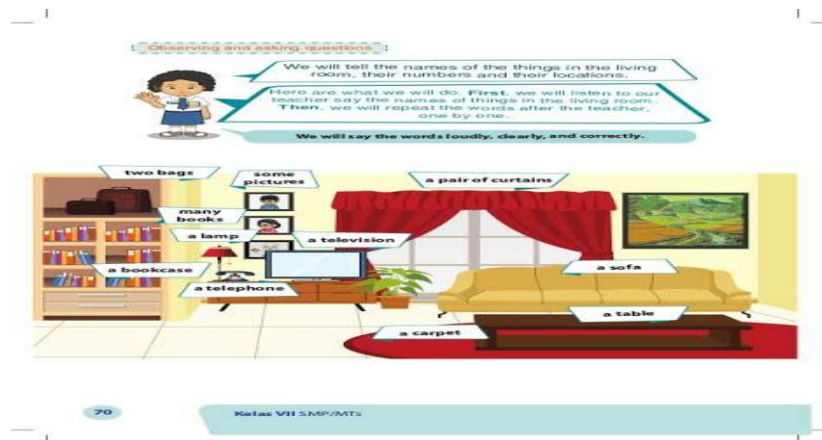 Observing and asking questions
We will tell the names of the things in the living
room, their numbers and their locations.
Here are what we will do. First, we will listen to our
teacher say the names of things in the living room.
Then, we will repeat the words after the teacher,
one by one.
We will say the words loudly, clearly, and correctly.
two bags
some
pictures
a pair of curtains
many
books
a lamp
a television
a bookcase
a sofa
a telephone
a table
a carpet
70
Kelas VII SMP/MTs